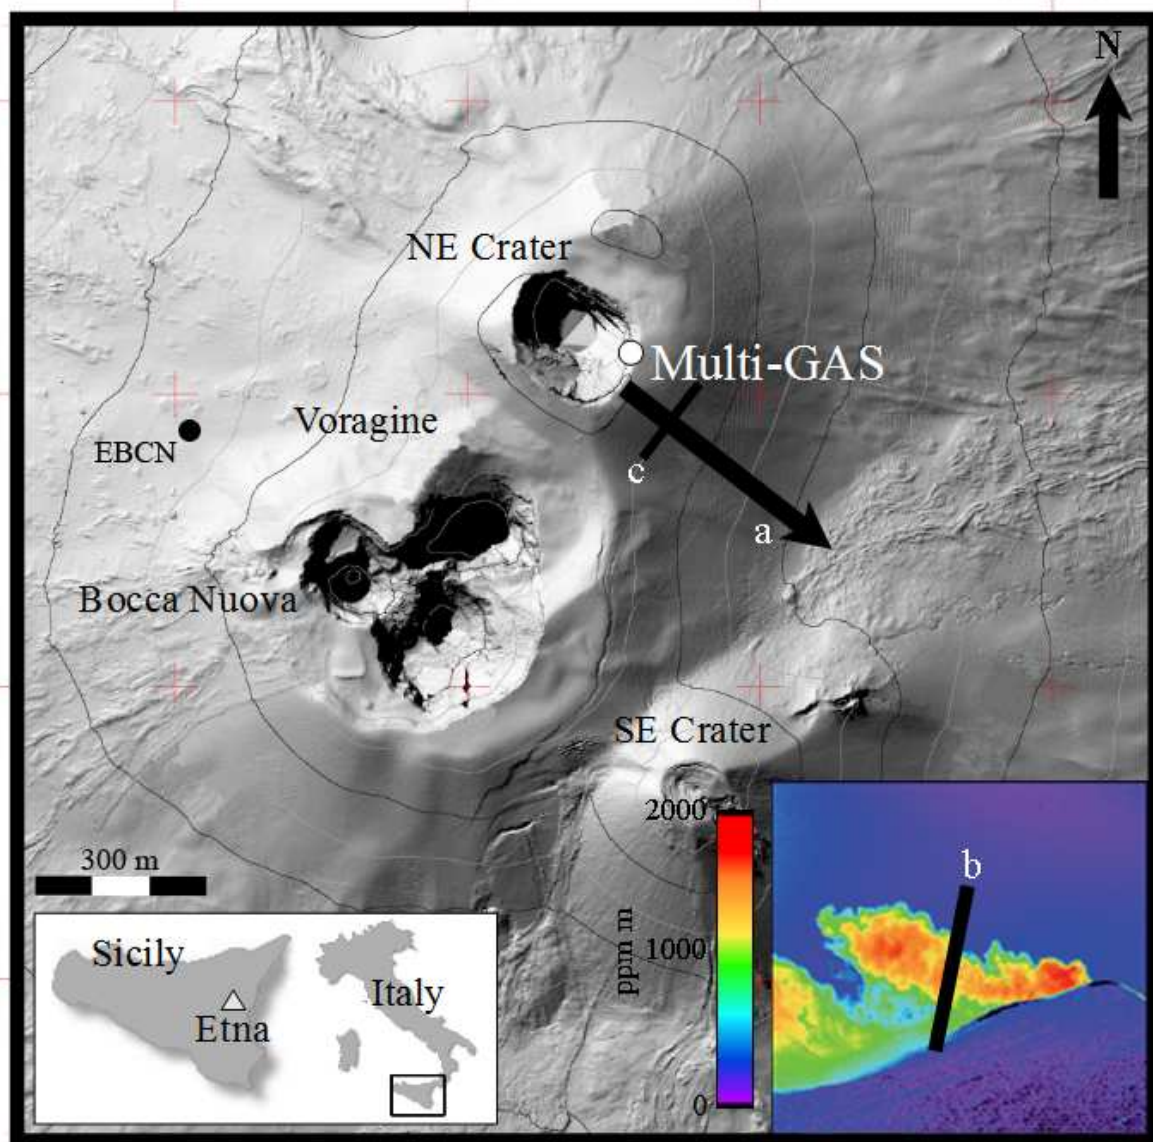 N
NE Crater
Multi-GAS
Voragine
EBCN
c
a
Bocca Nuova
SE Crater
2000
300 m
b
ppm m
1000
Sicily
Italy
Etna
0